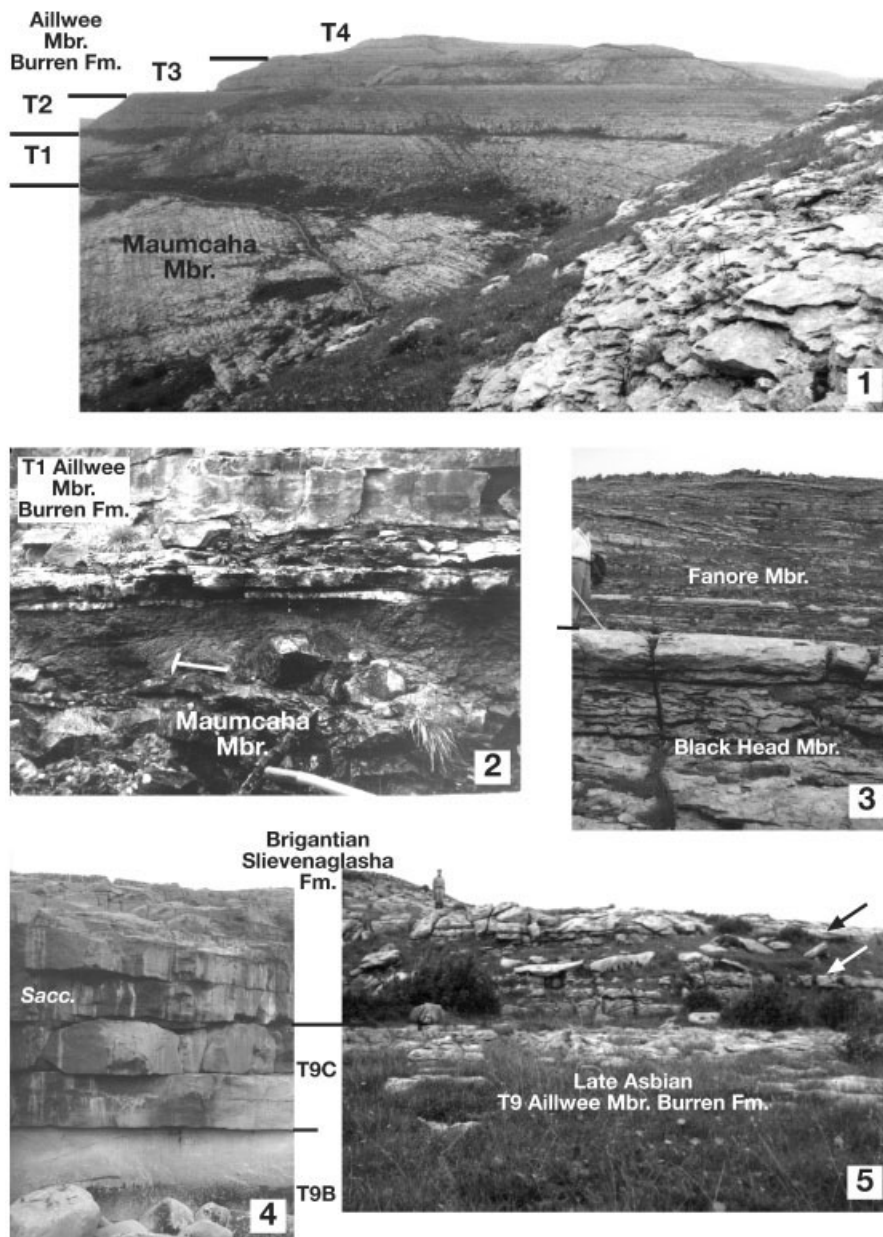 Aillwee
Mbr.
Burren Fm.
T4
T3
T2
T1
Maumcaha
Mbr.
1
T1 Aillwee
Mbr.
Burren Fm.
Maumcaha
Mbr.
2
Fanore Mbr.
Black Head Mbr.
3
Brigantian
Slievenaglasha
Fm.
Sacc.
T9C
T9B
4
Late Asbian
T9 Aillwee Mbr. Burren Fm.
5